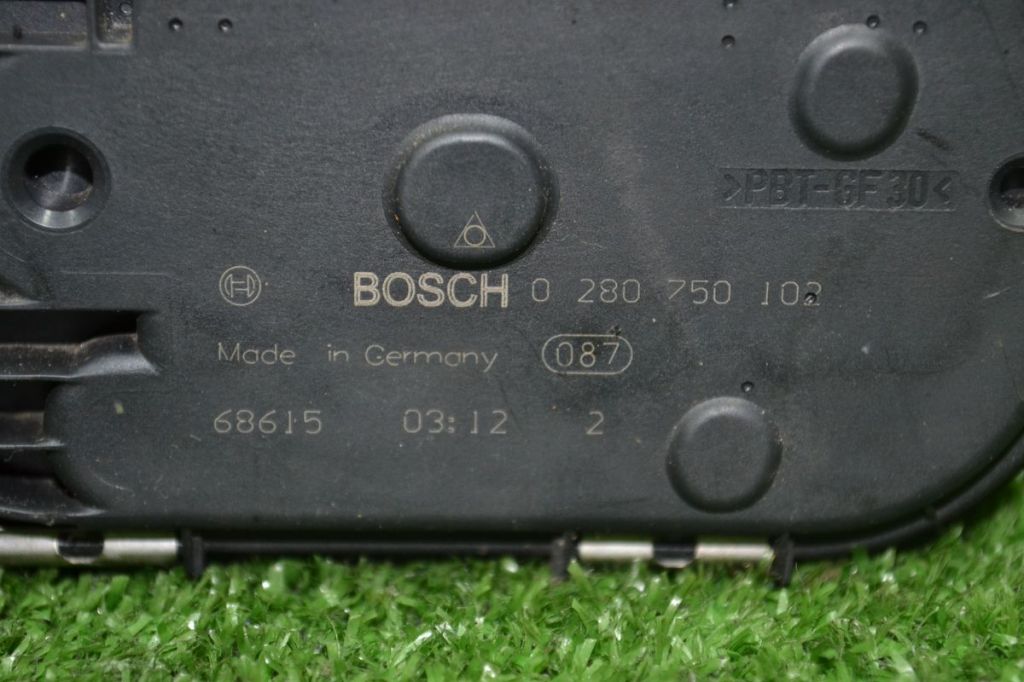 >PBT-GF30<
BOSCH 0 280 750 102
Made in Germany 087
68615 03:12 2